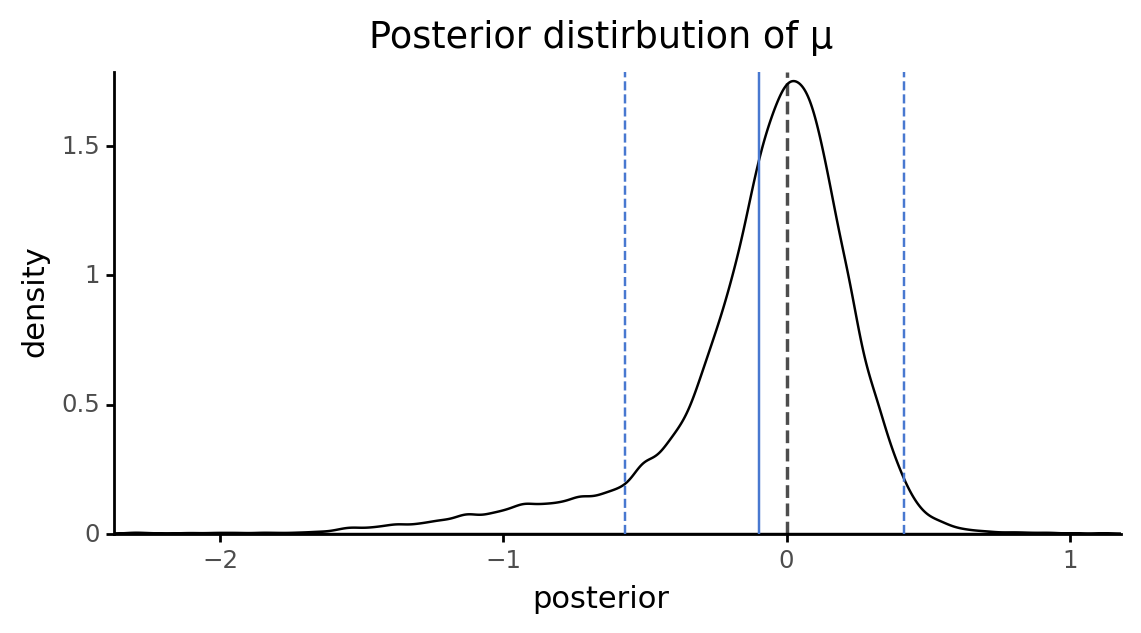 Posterior distirbution of μ
density
1.5
1
0.5
0
−2
−1
0
1
posterior